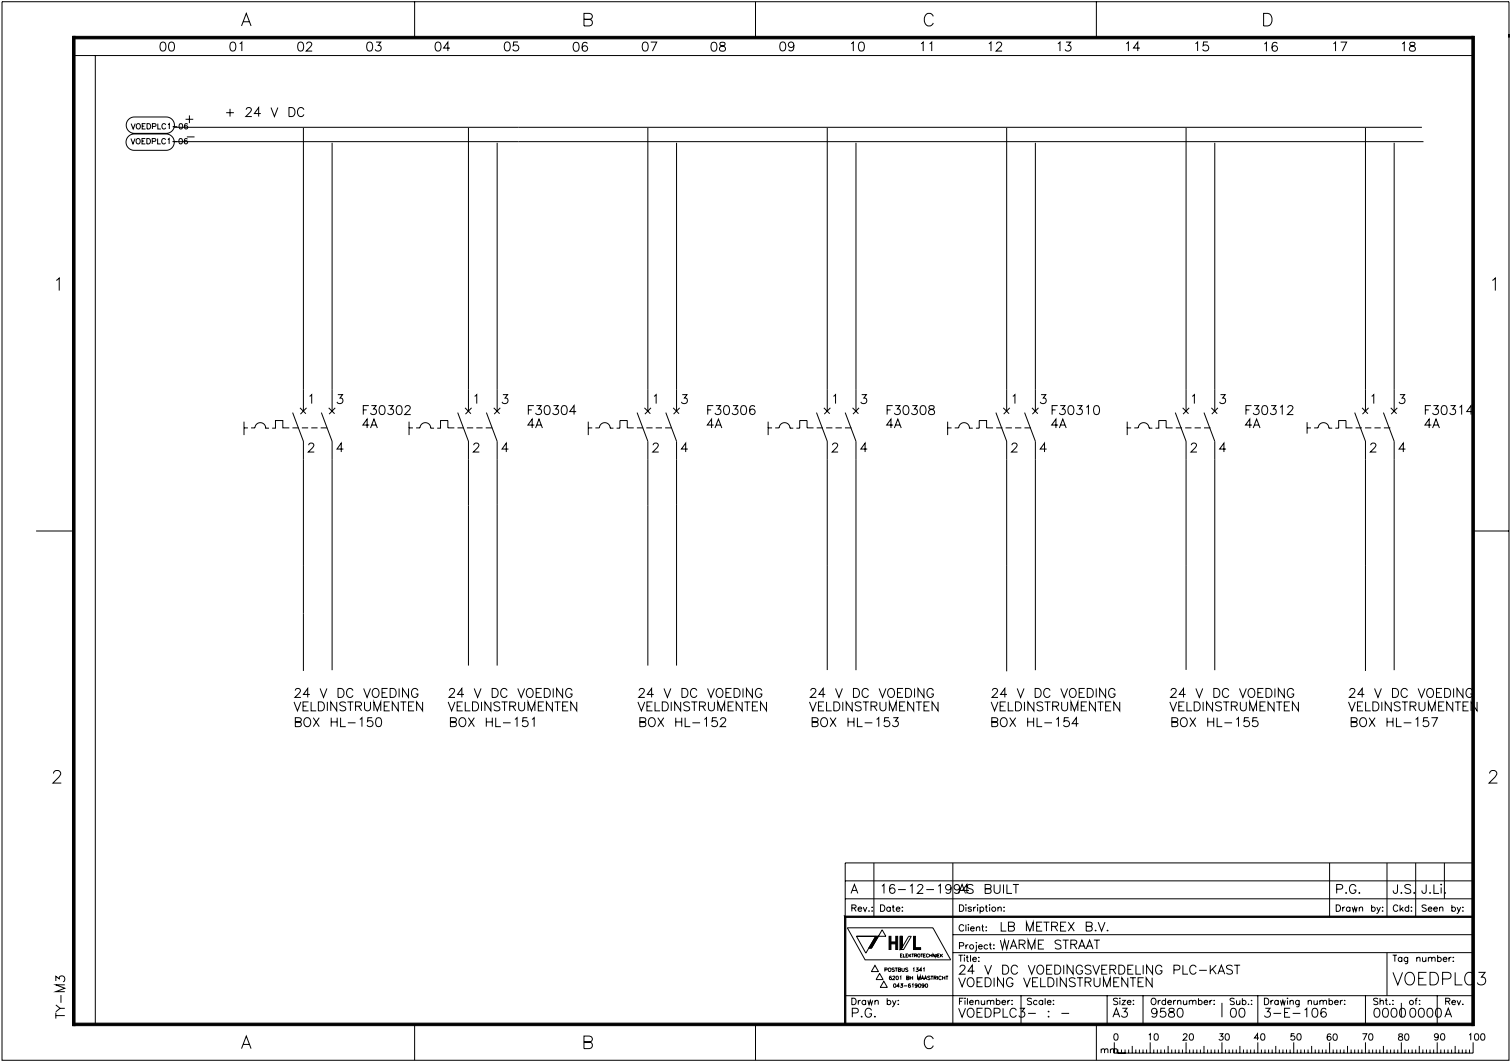 A B C D
00 01 02 03 04 05 06 07 08 09 10 11 12 13 14 15 16 17 18
+ 24 V DC
VOEDPLC1-06 +
VOEDPLC1-06 -
1 1
1 3 1 3 1 3 1 3 1 3 1 3 1 3
F30302 F30304 F30306 F30308 F30310 F30312 F30314
4A 4A 4A 4A 4A 4A 4A
2 4 2 4 2 4 2 4 2 4 2 4 2 4
24 V DC VOEDING 24 V DC VOEDING 24 V DC VOEDING 24 V DC VOEDING 24 V DC VOEDING 24 V DC VOEDING 24 V DC VOEDING
VELDINSTRUMENTEN VELDINSTRUMENTEN VELDINSTRUMENTEN VELDINSTRUMENTEN VELDINSTRUMENTEN VELDINSTRUMENTEN VELDINSTRUMENTEN
BOX HL-150 BOX HL-151 BOX HL-152 BOX HL-153 BOX HL-154 BOX HL-155 BOX HL-157
2 2
A 16-12-199 AS BUILT P.G. J.S. J.Li.
Rev.: Date: Disription: Drawn by: Ckd: Seen by:
Client: LB METREX B.V.
Project: WARME STRAAT
HVL
ELEKTROTECHNIEK
POSTBUS 1341
6201 BH MAASTRICHT
043-619090
Title:
24 V DC VOEDINGSVERDELING PLC-KAST
VOEDING VELDINSTRUMENTEN
Tag number:
VOEDPLC3
Drawn by: Filenumber: Scale: Size: Ordernumber: Sub.: Drawing number: Sht.: of: Rev.
P.G. VOEDPLC3 - : - A3 9580 00 3-E-106 0000 0000 A
TY-M3
A B C
mm 0 10 20 30 40 50 60 70 80 90 100